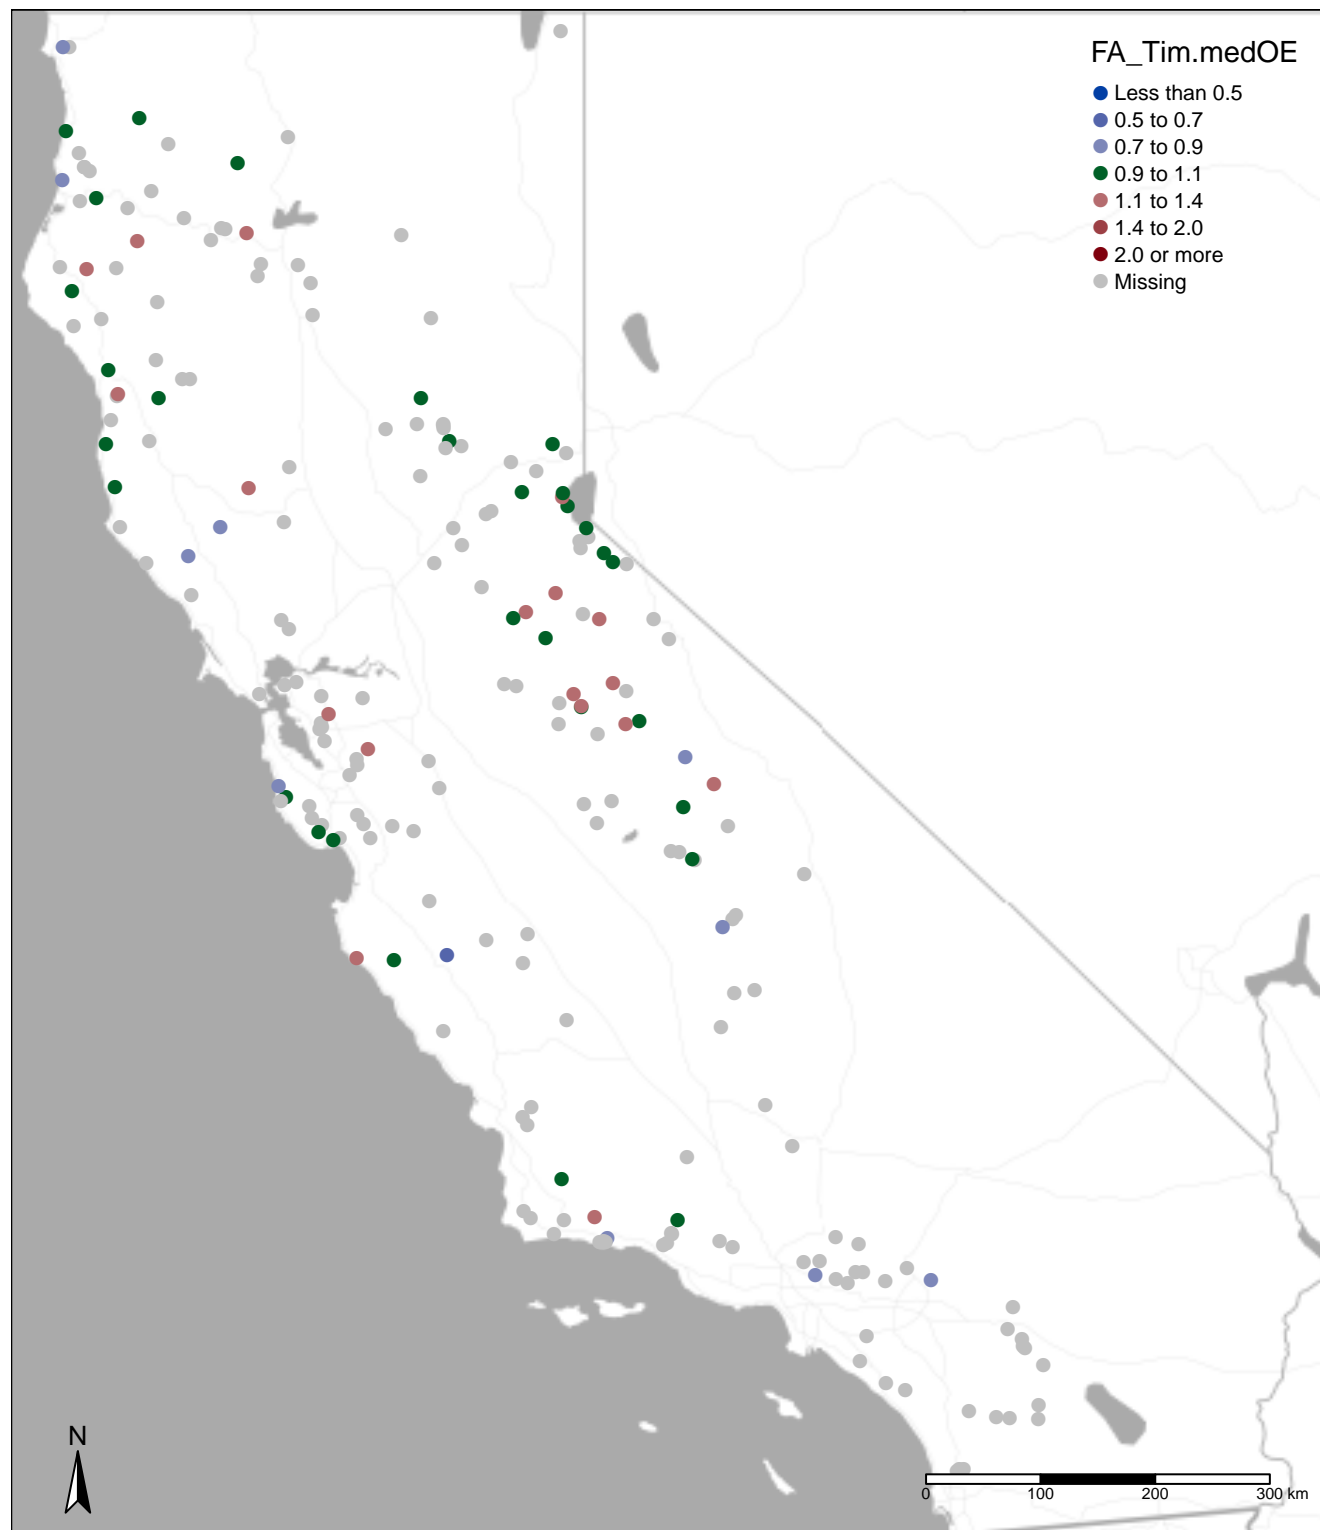 FA_Tim.medOE
Less than 0.5
0.5 to 0.7
0.7 to 0.9
0.9 to 1.1
1.1 to 1.4
1.4 to 2.0
2.0 or more
Missing
N
0 100 200 300 km